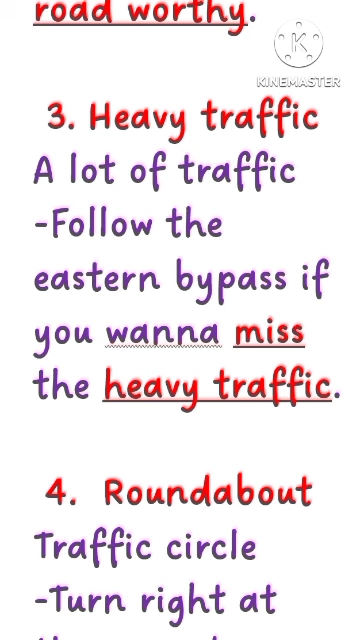 road worthy.
KINEMASTER
3. Heavy traffic
A lot of traffic
-Follow the
eastern bypass if
you wanna miss
the heavy traffic.
4. Roundabout
Traffic circle
-Turn right at